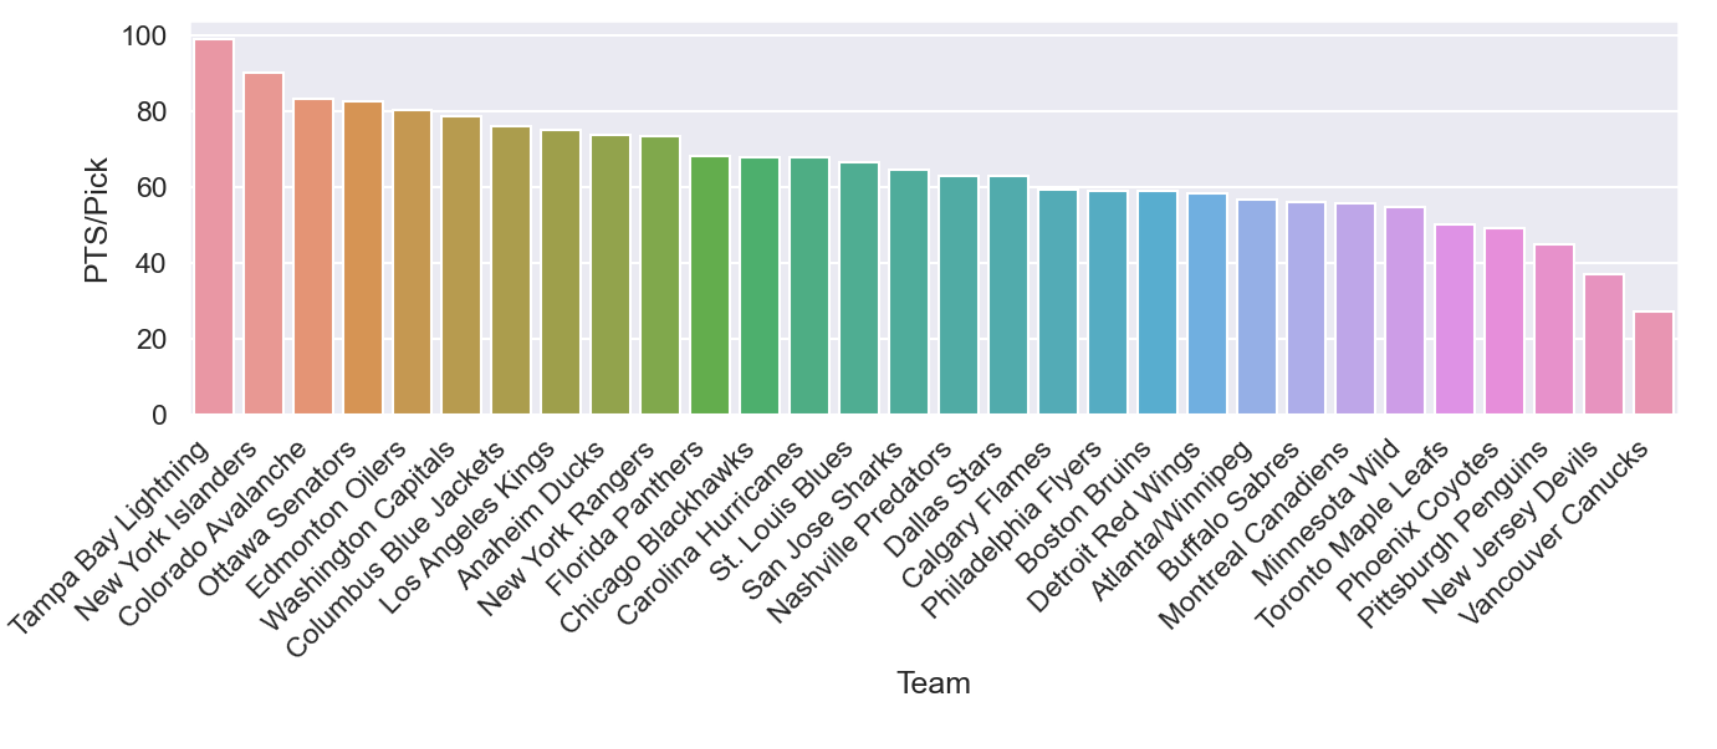 PTS/Pick
100
80
60
40
20
0
Tampa Bay Lightning
New York Islanders
Colorado Avalanche
Ottawa Senators
Edmonton Oilers
Washington Capitals
Columbus Blue Jackets
Los Angeles Kings
Anaheim Ducks
New York Rangers
Florida Panthers
Chicago Blackhawks
Carolina Hurricanes
St. Louis Blues
San Jose Sharks
Nashville Predators
Dallas Stars
Calgary Flames
Philadelphia Flyers
Boston Bruins
Detroit Red Wings
Atlanta/Winnipeg
Buffalo Sabres
Montreal Canadiens
Minnesota Wild
Toronto Maple Leafs
Phoenix Coyotes
Pittsburgh Penguins
New Jersey Devils
Vancouver Canucks
Team